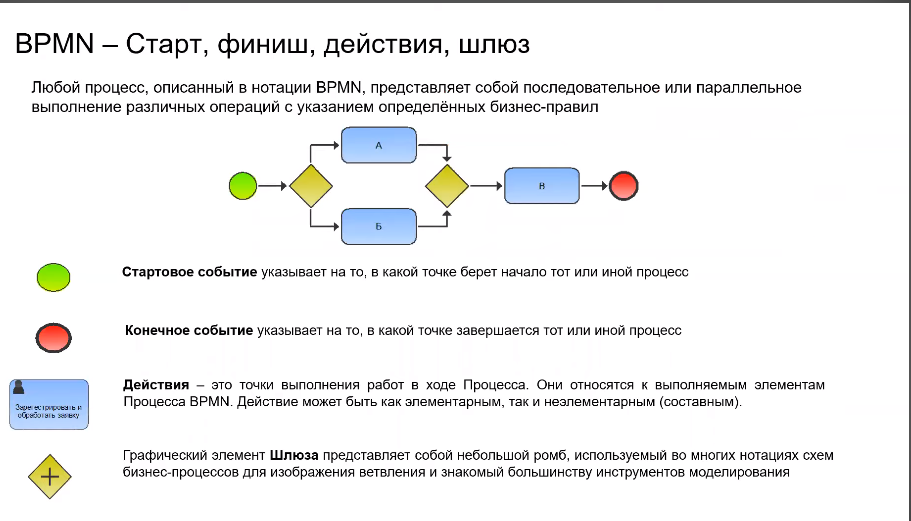 BPMN – Старт, финиш, действия, шлюз
Любой процесс, описанный в нотации BPMN, представляет собой последовательное или параллельное
выполнение различных операций с указанием определённых бизнес-правил
А
Б
В
Стартовое событие указывает на то, в какой точке берет начало тот или иной процесс
Конечное событие указывает на то, в какой точке завершается тот или иной процесс
Зарегестрировать и
обработать заявку
Действия – это точки выполнения работ в ходе Процесса. Они относятся к выполняемым элементам
Процесса BPMN. Действие может быть как элементарным, так и неэлементарным (составным).
Графический элемент Шлюза представляет собой небольшой ромб, используемый во многих нотациях схем
бизнес-процессов для изображения ветвления и знакомый большинству инструментов моделирования